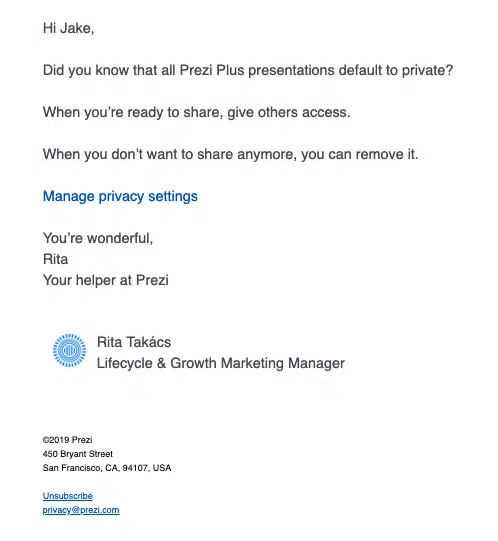 Hi Jake,
Did you know that all Prezi Plus presentations default to private?
When you’re ready to share, give others access.
When you don’t want to share anymore, you can remove it.
Manage privacy settings
You’re wonderful,
Rita
Your helper at Prezi
Rita Takács
Lifecycle & Growth Marketing Manager
©2019 Prezi
450 Bryant Street
San Francisco, CA, 94107, USA
Unsubscribe
privacy@prezi.com